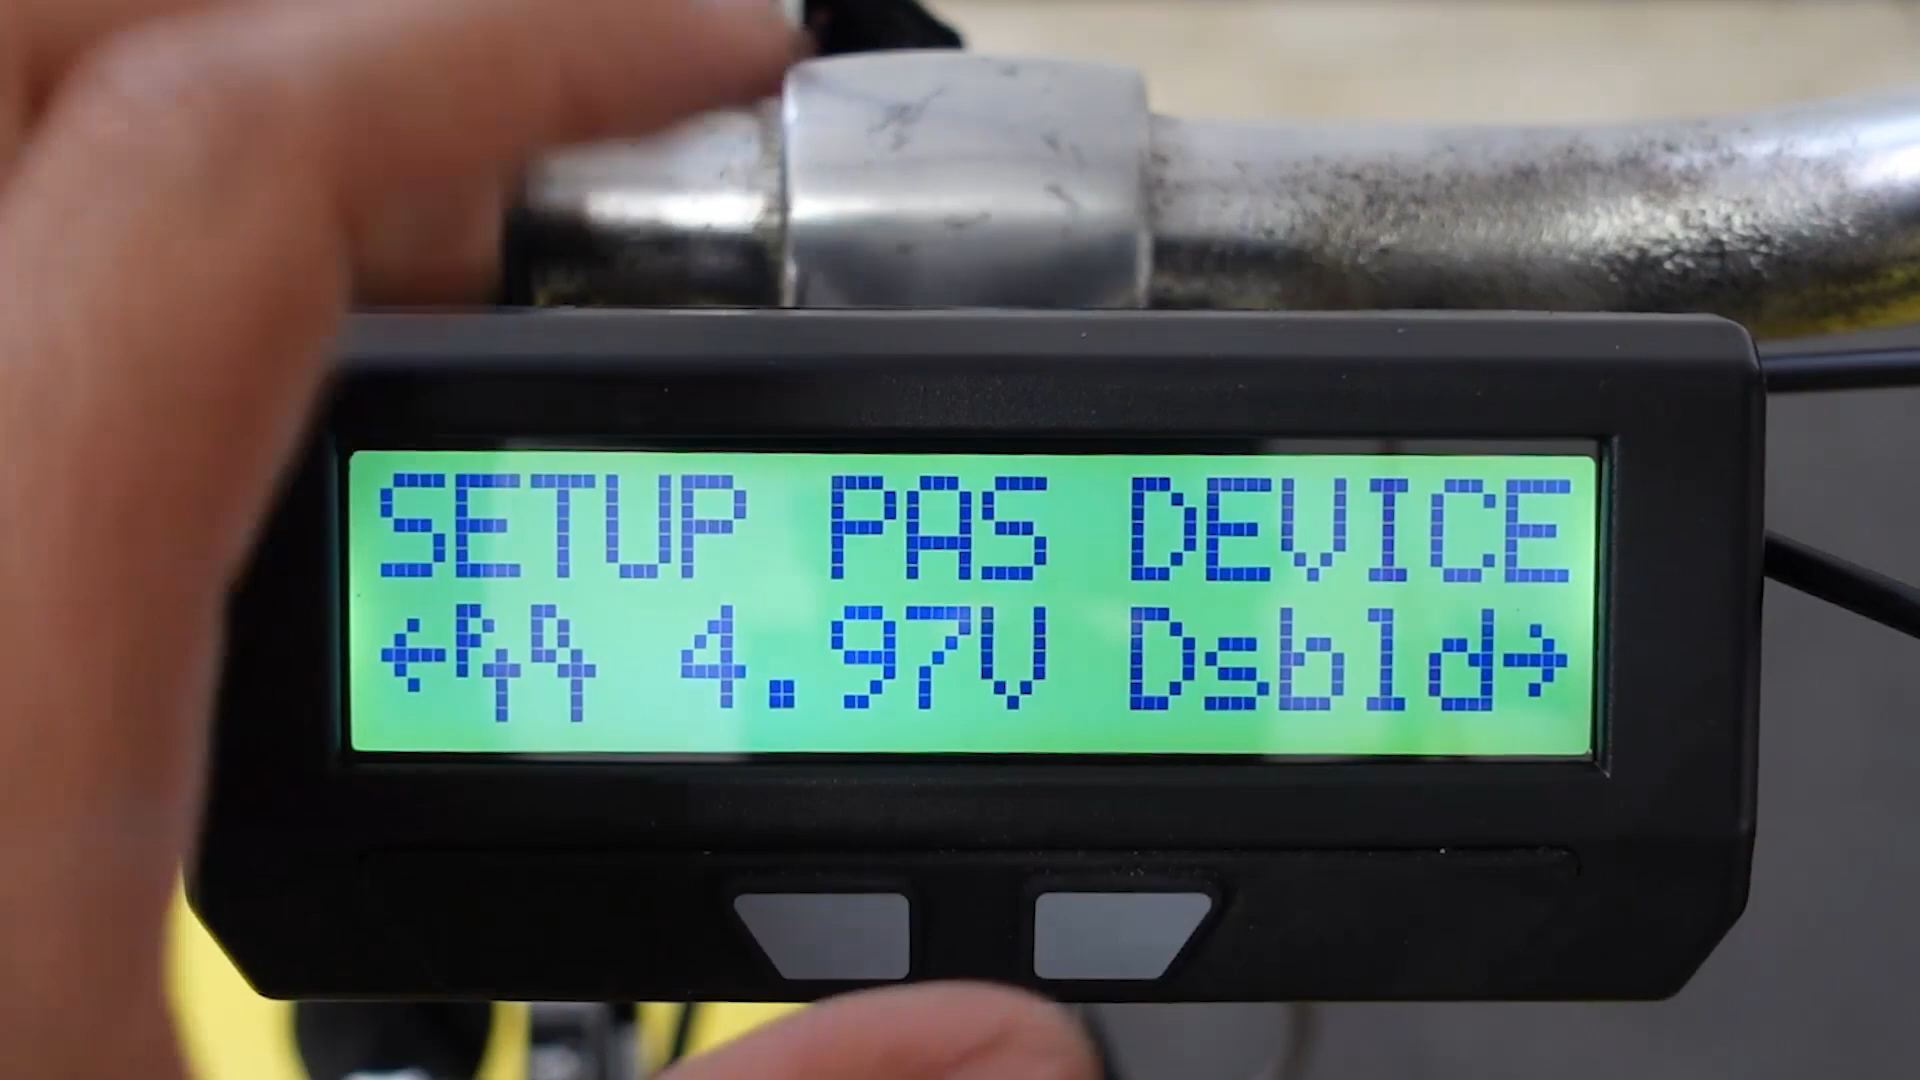 SETUP PAS DEVICE
← 4.97V Dsbld→